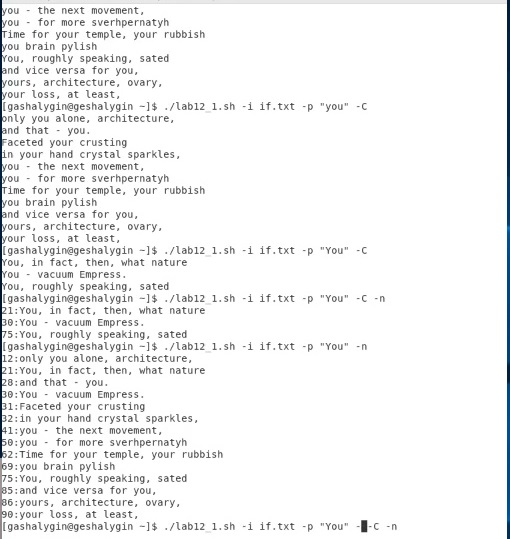 you - the next movement,
you - for more sverhpernatyh
Time for your temple, your rubbish
you brain pylish
You, roughly speaking, sated
and vice versa for you,
yours, architecture, ovary,
your loss, at least,
[gashalygin@geshalygin ~]$ ./lab12_1.sh -i if.txt -p "you" -C
only you alone, architecture,
and that - you.
Faceted your crusting
in your hand crystal sparkles,
you - the next movement,
you - for more sverhpernatyh
Time for your temple, your rubbish
you brain pylish
and vice versa for you,
yours, architecture, ovary,
your loss, at least,
[gashalygin@geshalygin ~]$ ./lab12_1.sh -i if.txt -p "You" -C
You, in fact, then, what nature
You - vacuum Empress.
You, roughly speaking, sated
[gashalygin@geshalygin ~]$ ./lab12_1.sh -i if.txt -p "You" -C -n
21:You, in fact, then, what nature
30:You - vacuum Empress.
75:You, roughly speaking, sated
[gashalygin@geshalygin ~]$ ./lab12_1.sh -i if.txt -p "You" -n
12:only you alone, architecture,
21:You, in fact, then, what nature
28:and that - you.
30:You - vacuum Empress.
31:Faceted your crusting
32:in your hand crystal sparkles,
41:you - the next movement,
50:you - for more sverhpernatyh
62:Time for your temple, your rubbish
69:you brain pylish
75:You, roughly speaking, sated
85:and vice versa for you,
86:yours, architecture, ovary,
90:your loss, at least,
[gashalygin@geshalygin ~]$ ./lab12_1.sh -i if.txt -p "You" - -C -n